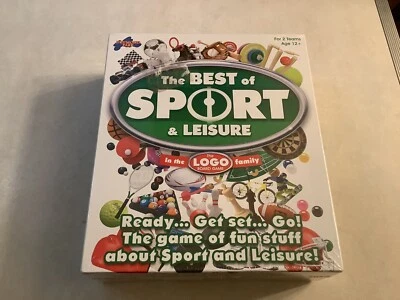 For 2 Teams
Age 12+
The BEST of
SPORT
& LEISURE
In the LOGO family
BOARD GAME
Ready... Get set... Go!
The game of fun stuff
about Sport and Leisure!